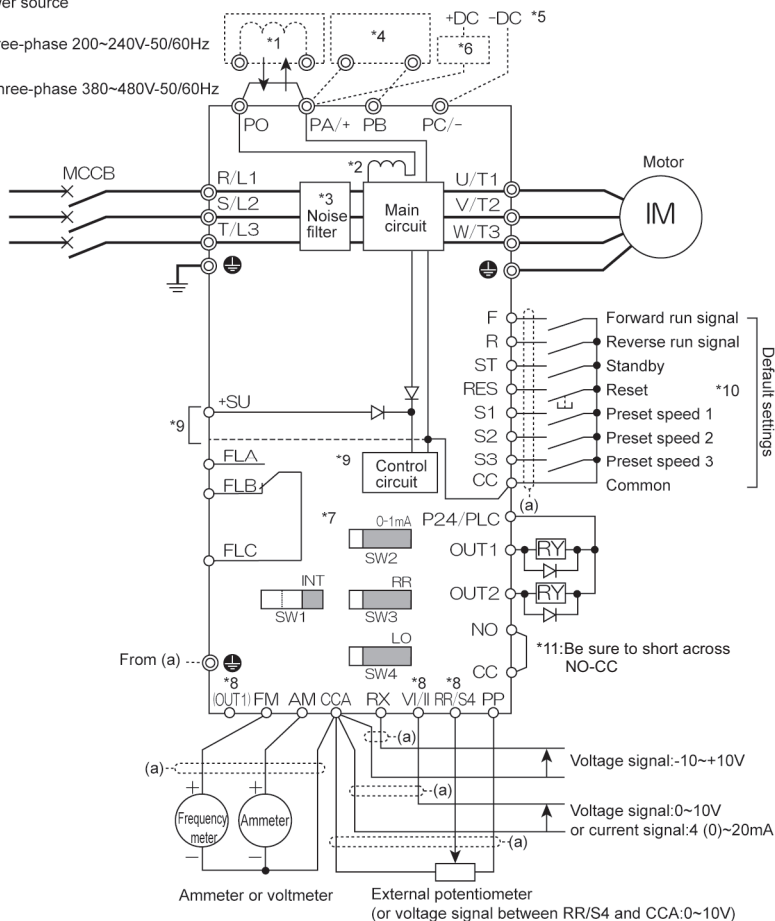 +DC -DC *5
*1
*4
*6
ree-phase 200~240V-50/60Hz
hree-phase 380~480V-50/60Hz
PO PA/+ PB PC/-
MCCB
*2
Motor
R/L1
S/L2
T/L3
*3
Noise
filter
Main
circuit
U/T1
V/T2
W/T3
IM
F Forward run signal
R Reverse run signal
ST Standby
RES Reset *10
S1 Preset speed 1
S2 Preset speed 2
S3 Preset speed 3
CC Common
Default settings
(a)
+SU
*9
FLA
FLB
FLC
*9
Control
circuit
*7
0-1mA
SW2
INT
SW1
RR
SW3
LO
SW4
P24/PLC
OUT1 RY
OUT2 RY
NO
CC
*11:Be sure to short across
NO-CC
From (a)
*8 *8 *8
(OUT1) FM AM CCA RX VI/II RR/S4 PP
(a)
Voltage signal:-10~+10V
(a)
(a)
Voltage signal:0~10V
or current signal:4 (0)~20mA
(a)
+ +
Frequency
meter
Ammeter
− −
Ammeter or voltmeter
External potentiometer
(or voltage signal between RR/S4 and CCA:0~10V)